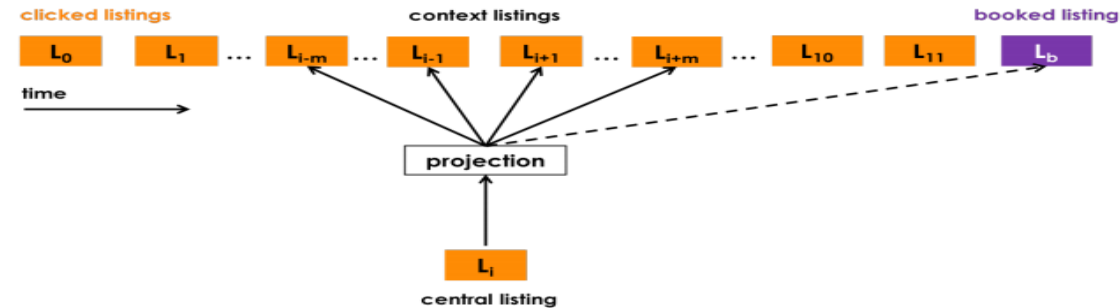 clicked listings context listings booked listing
L0 L1 ... Li-m ... Li-1 Li+1 ... Li+m ... L10 L11 Lb
time
projection
Li
central listing